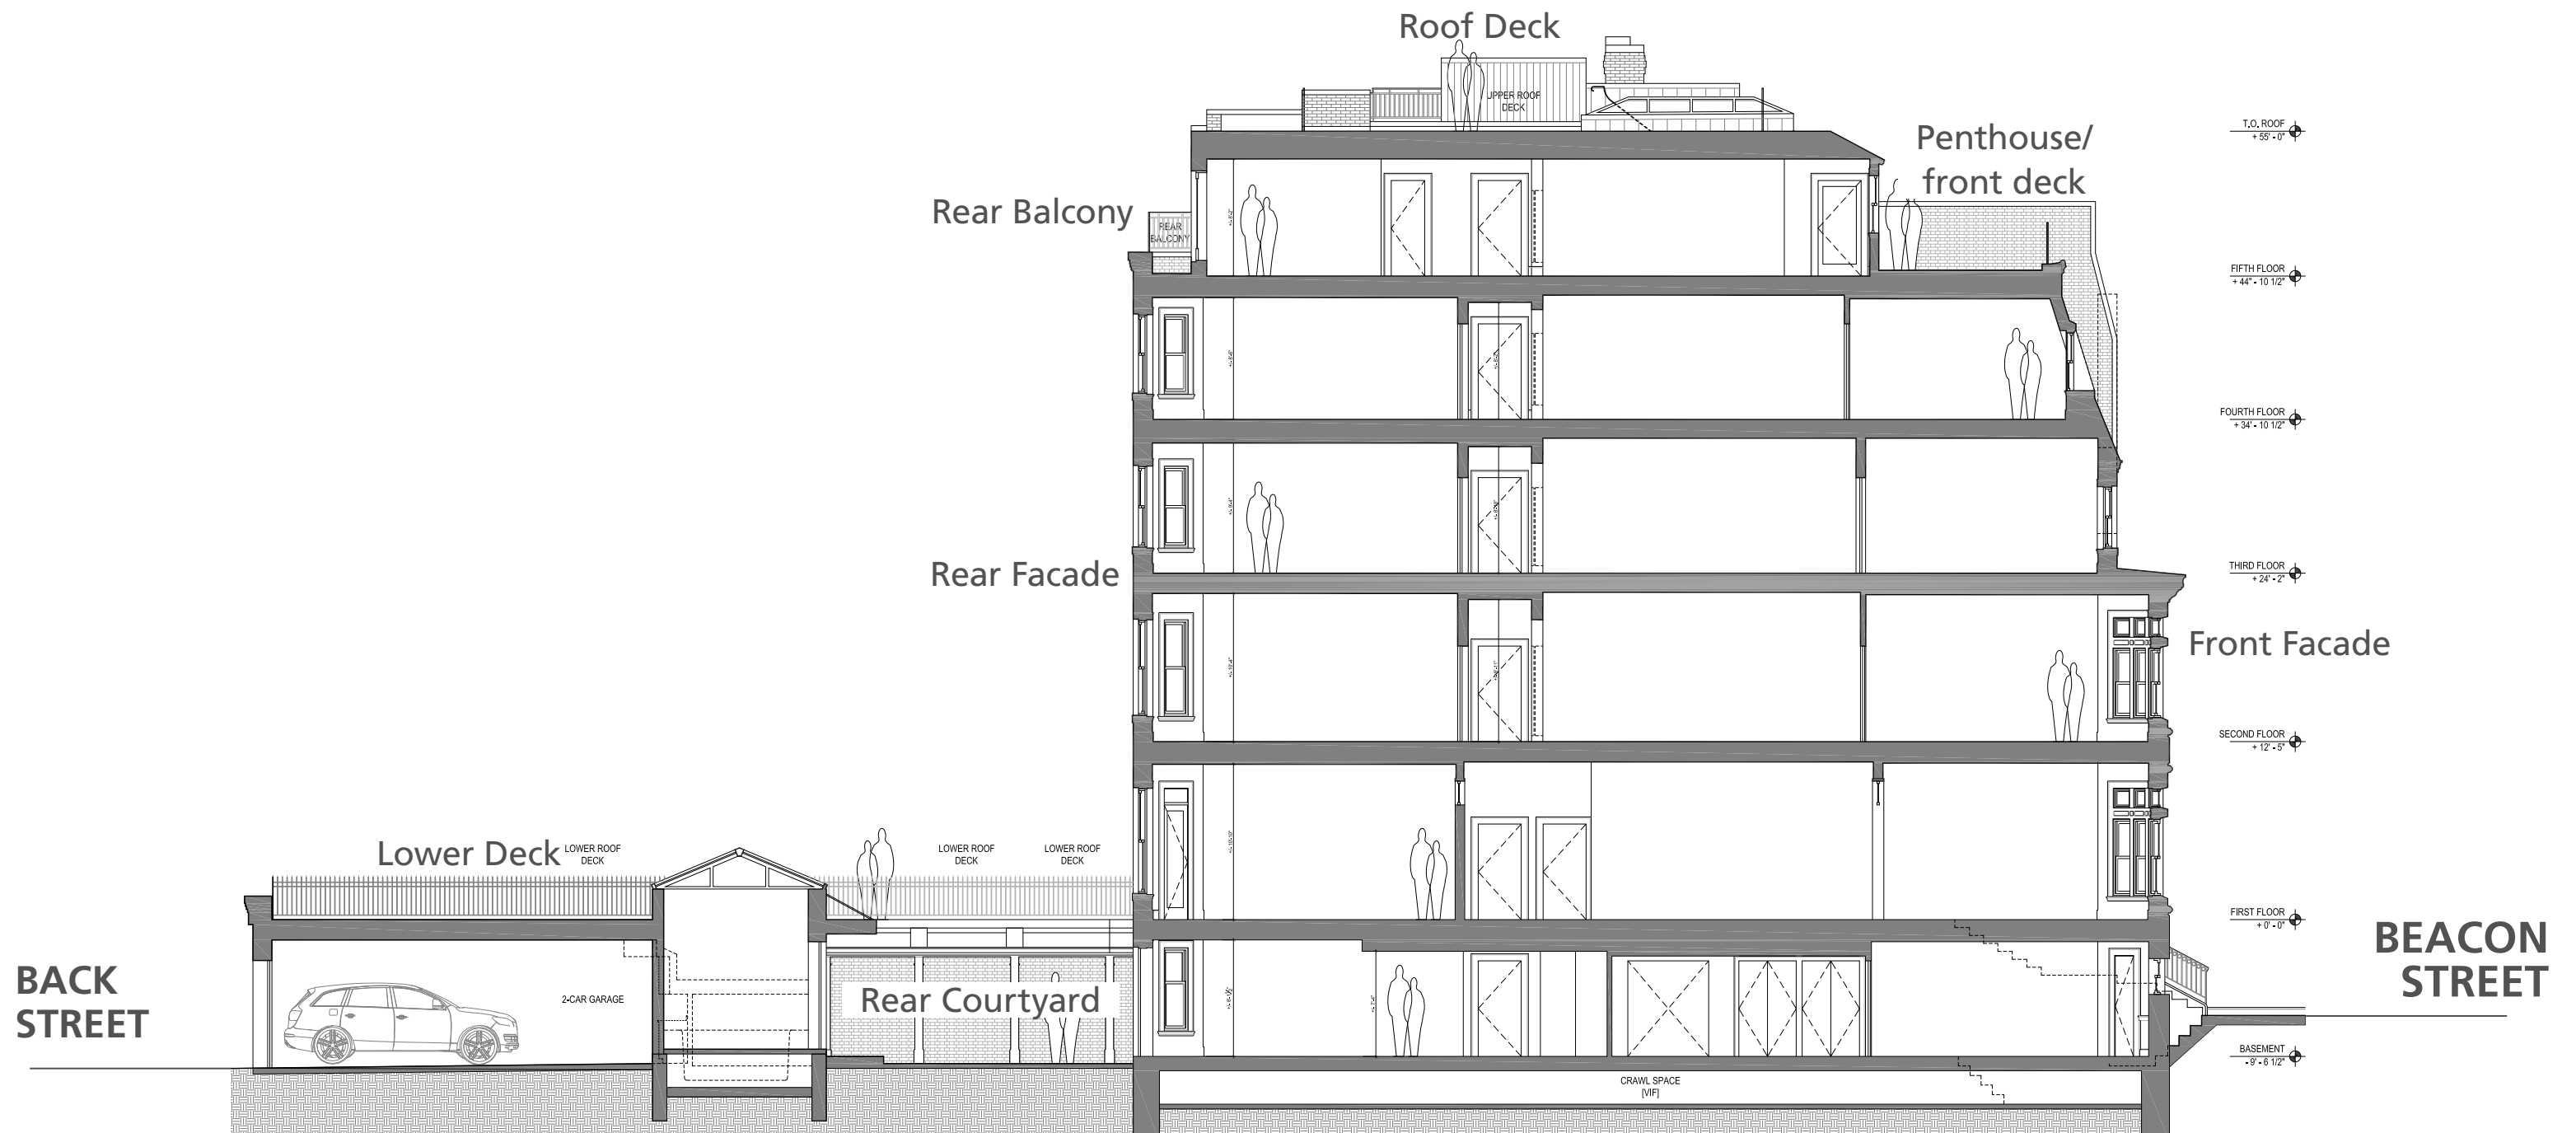 Roof Deck
UPPER ROOF
DECK
Penthouse/
front deck
T.O. ROOF
+ 55' - 0"
Rear Balcony
REAR
BALCONY
FIFTH FLOOR
+ 44" - 10 1/2"
FOURTH FLOOR
+ 34' - 10 1/2"
Rear Facade
THIRD FLOOR
+ 24' - 2"
Front Facade
SECOND FLOOR
+ 12' - 5"
Lower Deck
LOWER ROOF
DECK
LOWER ROOF
DECK
LOWER ROOF
DECK
FIRST FLOOR
+ 0' - 0"
BACK
STREET
2-CAR GARAGE
Rear Courtyard
BEACON
STREET
BASEMENT
- 9' - 6 1/2"
CRAWL SPACE
[VIF]